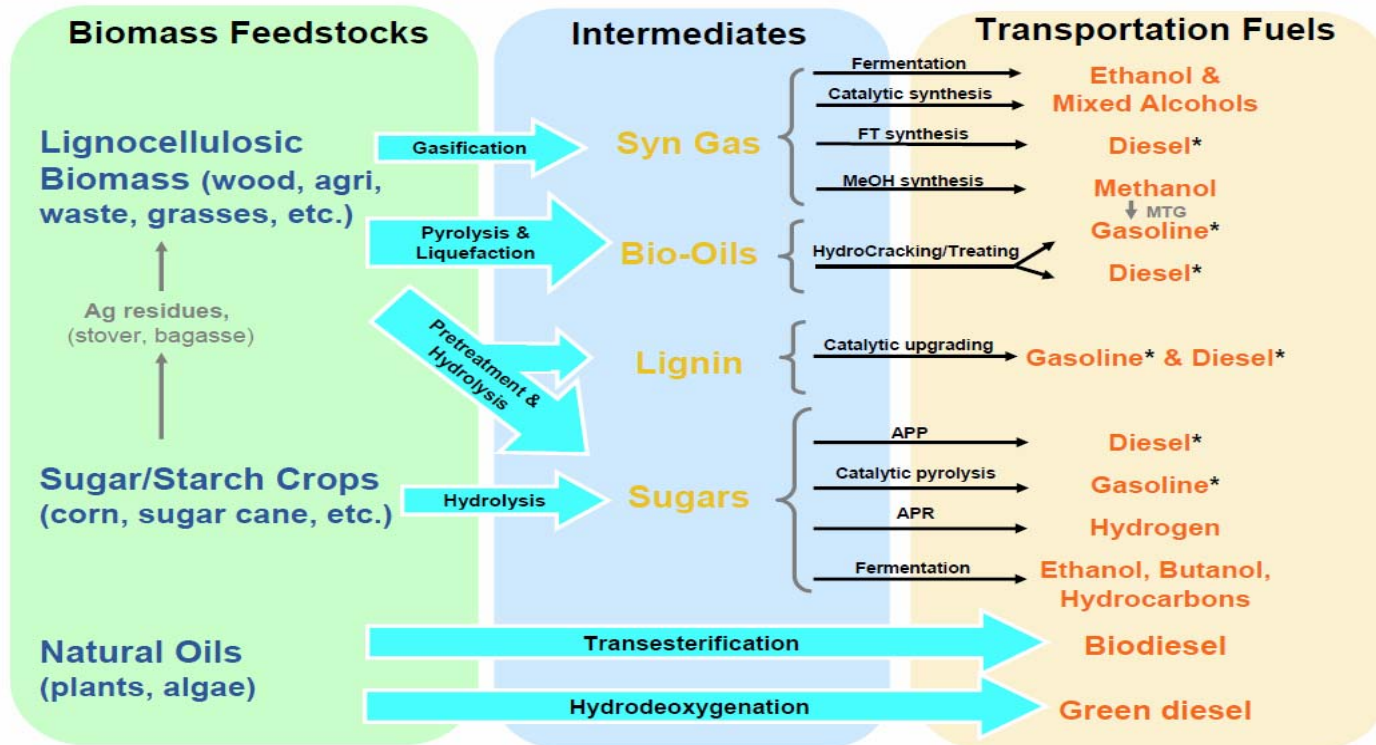 Biomass Feedstocks
Intermediates
Transportation Fuels
Lignocellulosic
Biomass (wood, agri,
waste, grasses, etc.)
Ag residues,
(stover, bagasse)
Sugar/Starch Crops
(corn, sugar cane, etc.)
Natural Oils
(plants, algae)
Gasification
Pyrolysis &
Liquefaction
Pretreatment &
Hydrolysis
Hydrolysis
Transesterification
Hydrodeoxygenation
Syn Gas
Bio-Oils
Lignin
Sugars
Fermentation
Catalytic synthesis
FT synthesis
MeOH synthesis
HydroCracking/Treating
Catalytic upgrading
APP
Catalytic pyrolysis
APR
Fermentation
Ethanol &
Mixed Alcohols
Diesel*
Methanol
MTG
Gasoline*
Diesel*
Gasoline* & Diesel*
Diesel*
Gasoline*
Hydrogen
Ethanol, Butanol,
Hydrocarbons
Biodiesel
Green diesel